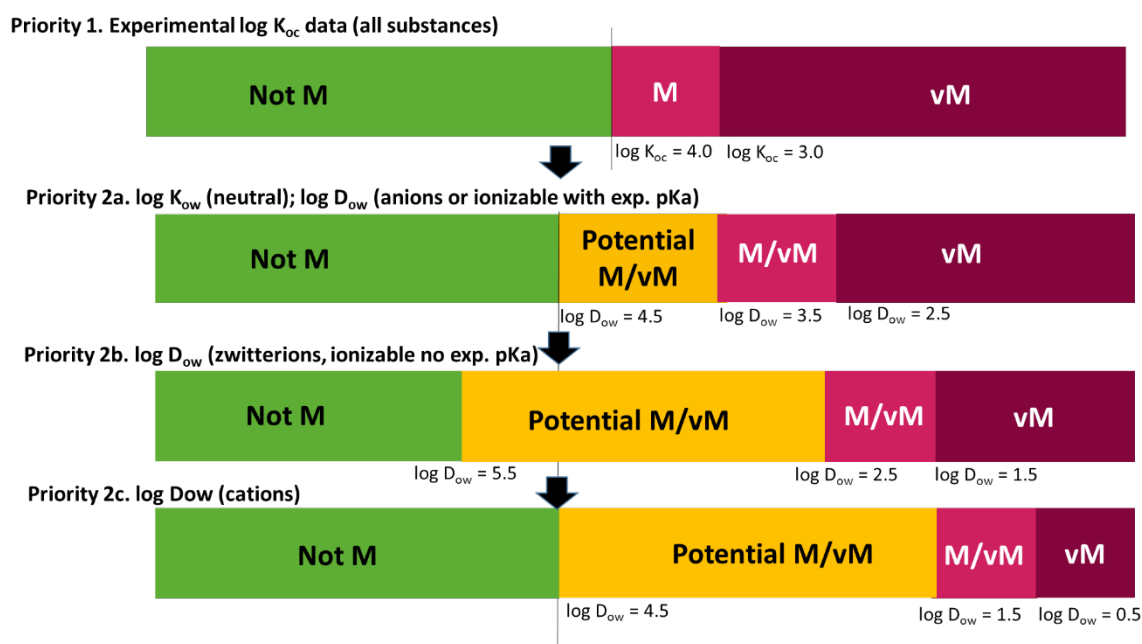 Priority 1. Experimental log Koc data (all substances)
Not M M vM
log Koc = 4.0 log Koc = 3.0
Priority 2a. log Kow (neutral); log Dow (anions or ionizable with exp. pKa)
Not M Potential M/vM M/vM vM
log Dow = 4.5 log Dow = 3.5 log Dow = 2.5
Priority 2b. log Dow (zwitterions, ionizable no exp. pKa)
Not M Potential M/vM M/vM vM
log Dow = 5.5 log Dow = 2.5 log Dow = 1.5
Priority 2c. log Dow (cations)
Not M Potential M/vM M/vM vM
log Dow = 4.5 log Dow = 1.5 log Dow = 0.5